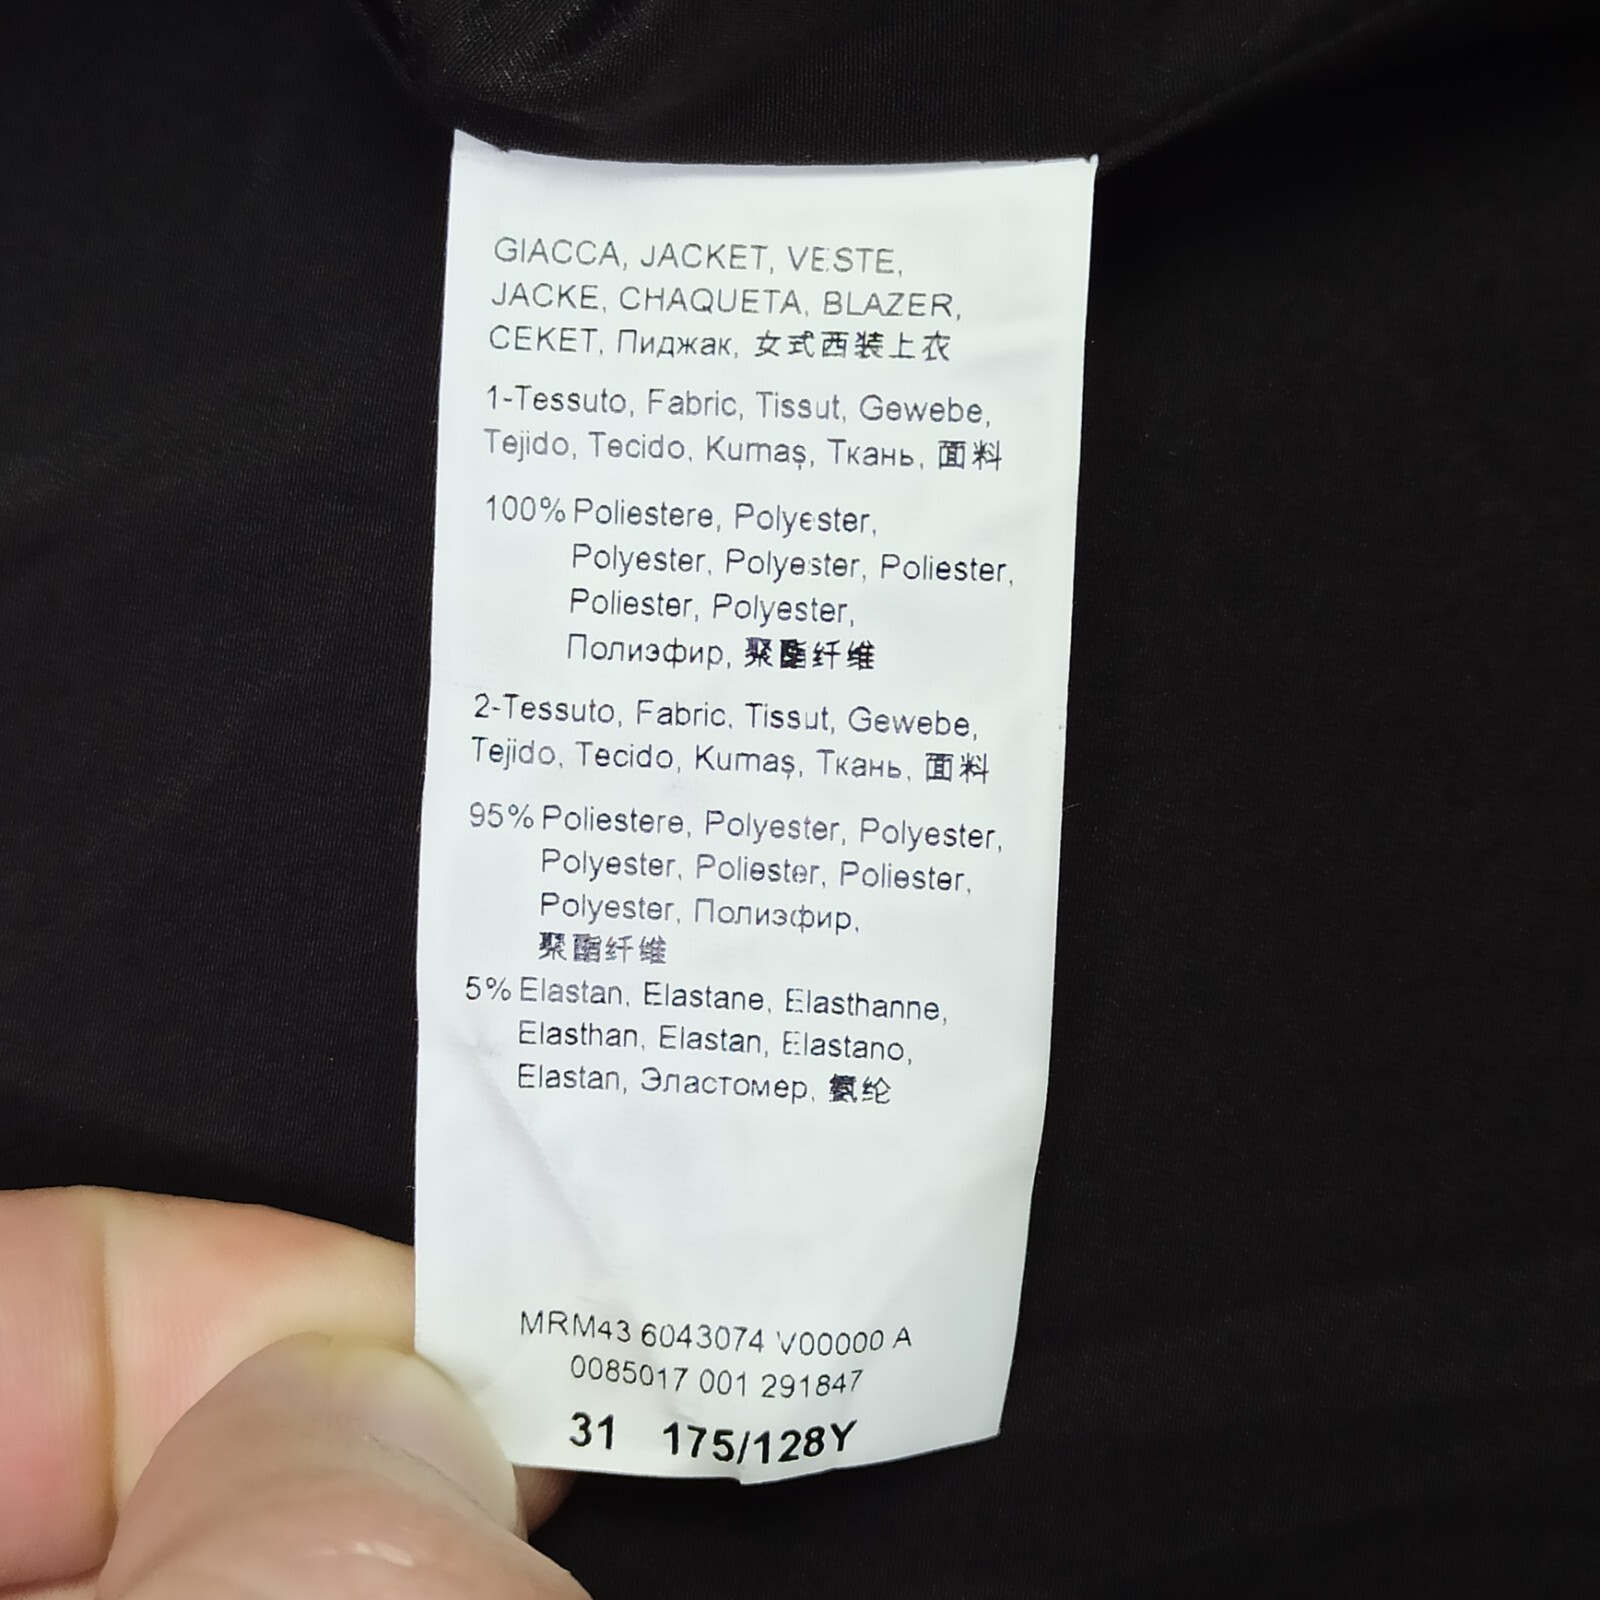 GIACCA, JACKET, VESTE,
JACKE, CHAQUETA, BLAZER,
CEKET, Пиджак, 女式西装上衣
1-Tessuto, Fabric, Tissut, Gewebe,
Tejido, Tecido, Kumaş, Ткань, 面料
100% Poliestere, Polyester,
Polyester, Polyester, Poliester,
Poliester, Polyester,
Полиэфир, 聚酯纤维
2-Tessuto, Fabric, Tissut, Gewebe,
Tejido, Tecido, Kumaş, Ткань, 面料
95% Poliestere, Polyester, Polyester,
Polyester, Poliester, Poliester,
Polyester, Полиэфир,
聚酯纤维
5% Elastan, Elastane, Elasthanne,
Elasthan, Elastan, Elastano,
Elastan, Эластомер, 氨纶
MRM43 6043074 V00000 A
0085017 001 291847
31 175/128Y